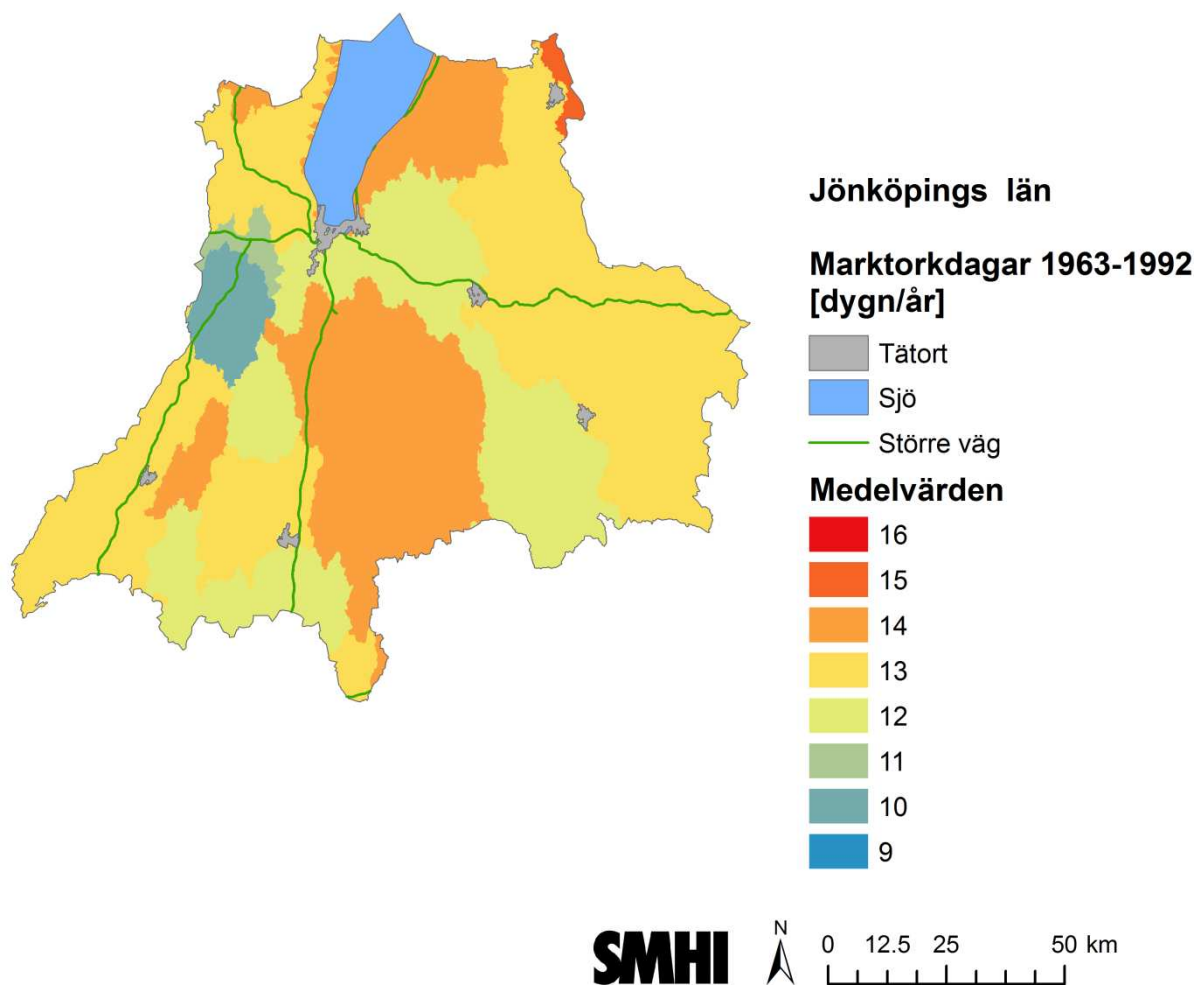 Jönköpings län
Marktorkdagar 1963-1992
[dygn/år]
Tätort
Sjö
Större väg
Medelvärden
16
15
14
13
12
11
10
9
SMHI
N
0 12.5 25 50 km